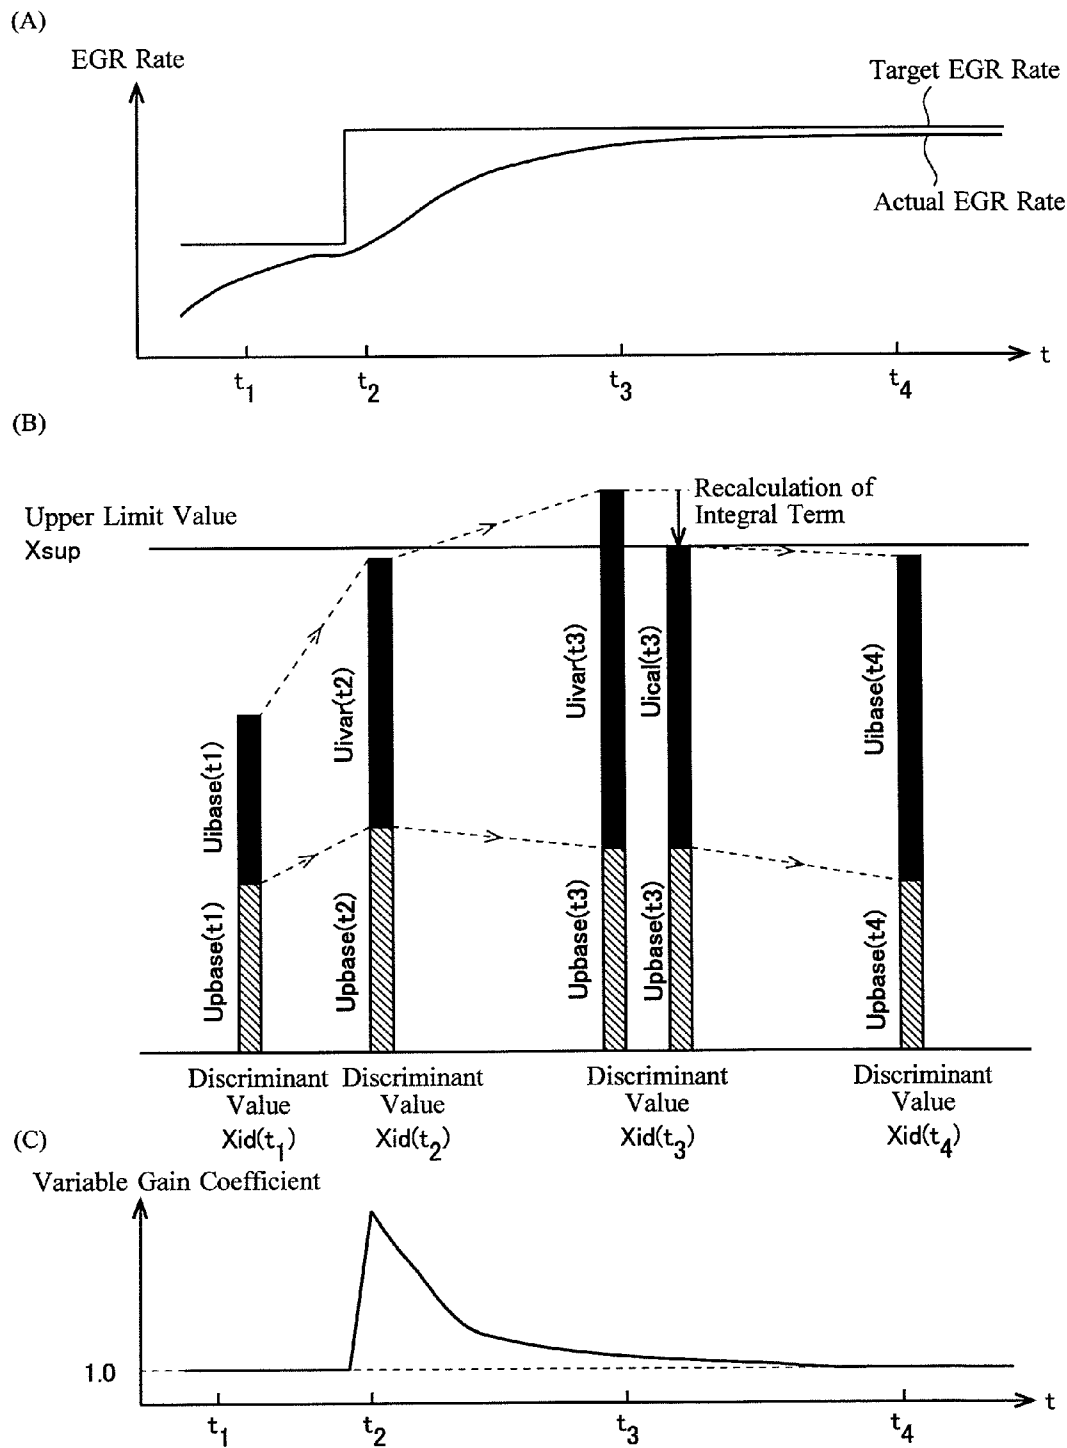 (A)
EGR Rate
Target EGR Rate
Actual EGR Rate
t
t1 t2 t3 t4
(B)
Upper Limit Value
Xsup
Recalculation of
Integral Term
Uibase(t1)
Upbase(t1)
Uivar(t2)
Upbase(t2)
Uivar(t3)
Upbase(t3)
Uical(t3)
Upbase(t3)
Uibase(t4)
Upbase(t4)
Discriminant
Value
Xid(t1)
Discriminant
Value
Xid(t2)
Discriminant
Value
Xid(t3)
Discriminant
Value
Xid(t4)
(C)
Variable Gain Coefficient
1.0
t
t1 t2 t3 t4